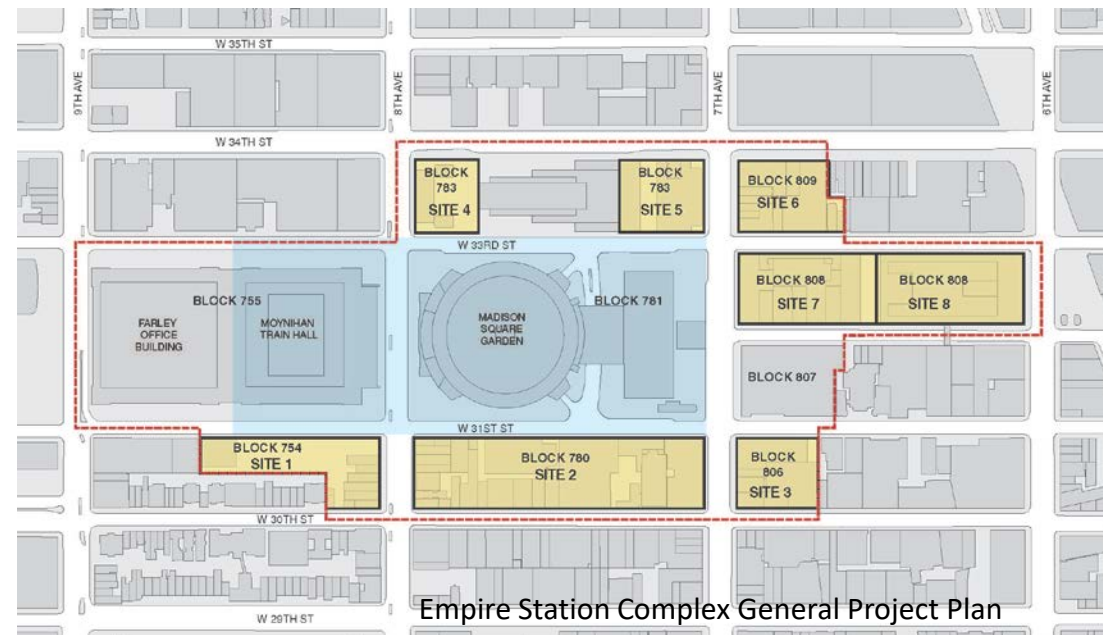 W 35TH ST
9TH AVE
8TH AVE
7TH AVE
6TH AVE
W 34TH ST
BLOCK
783
SITE 4
BLOCK
783
SITE 5
BLOCK 809
SITE 6
W 33RD ST
BLOCK 755
FARLEY
OFFICE
BUILDING
MOYNIHAN
TRAIN HALL
MADISON
SQUARE
GARDEN
BLOCK 781
BLOCK 808
SITE 7
BLOCK 808
SITE 8
BLOCK 807
W 31ST ST
BLOCK 754
SITE 1
BLOCK 780
SITE 2
BLOCK
806
SITE 3
W 30TH ST
W 29TH ST
Empire Station Complex General Project Plan